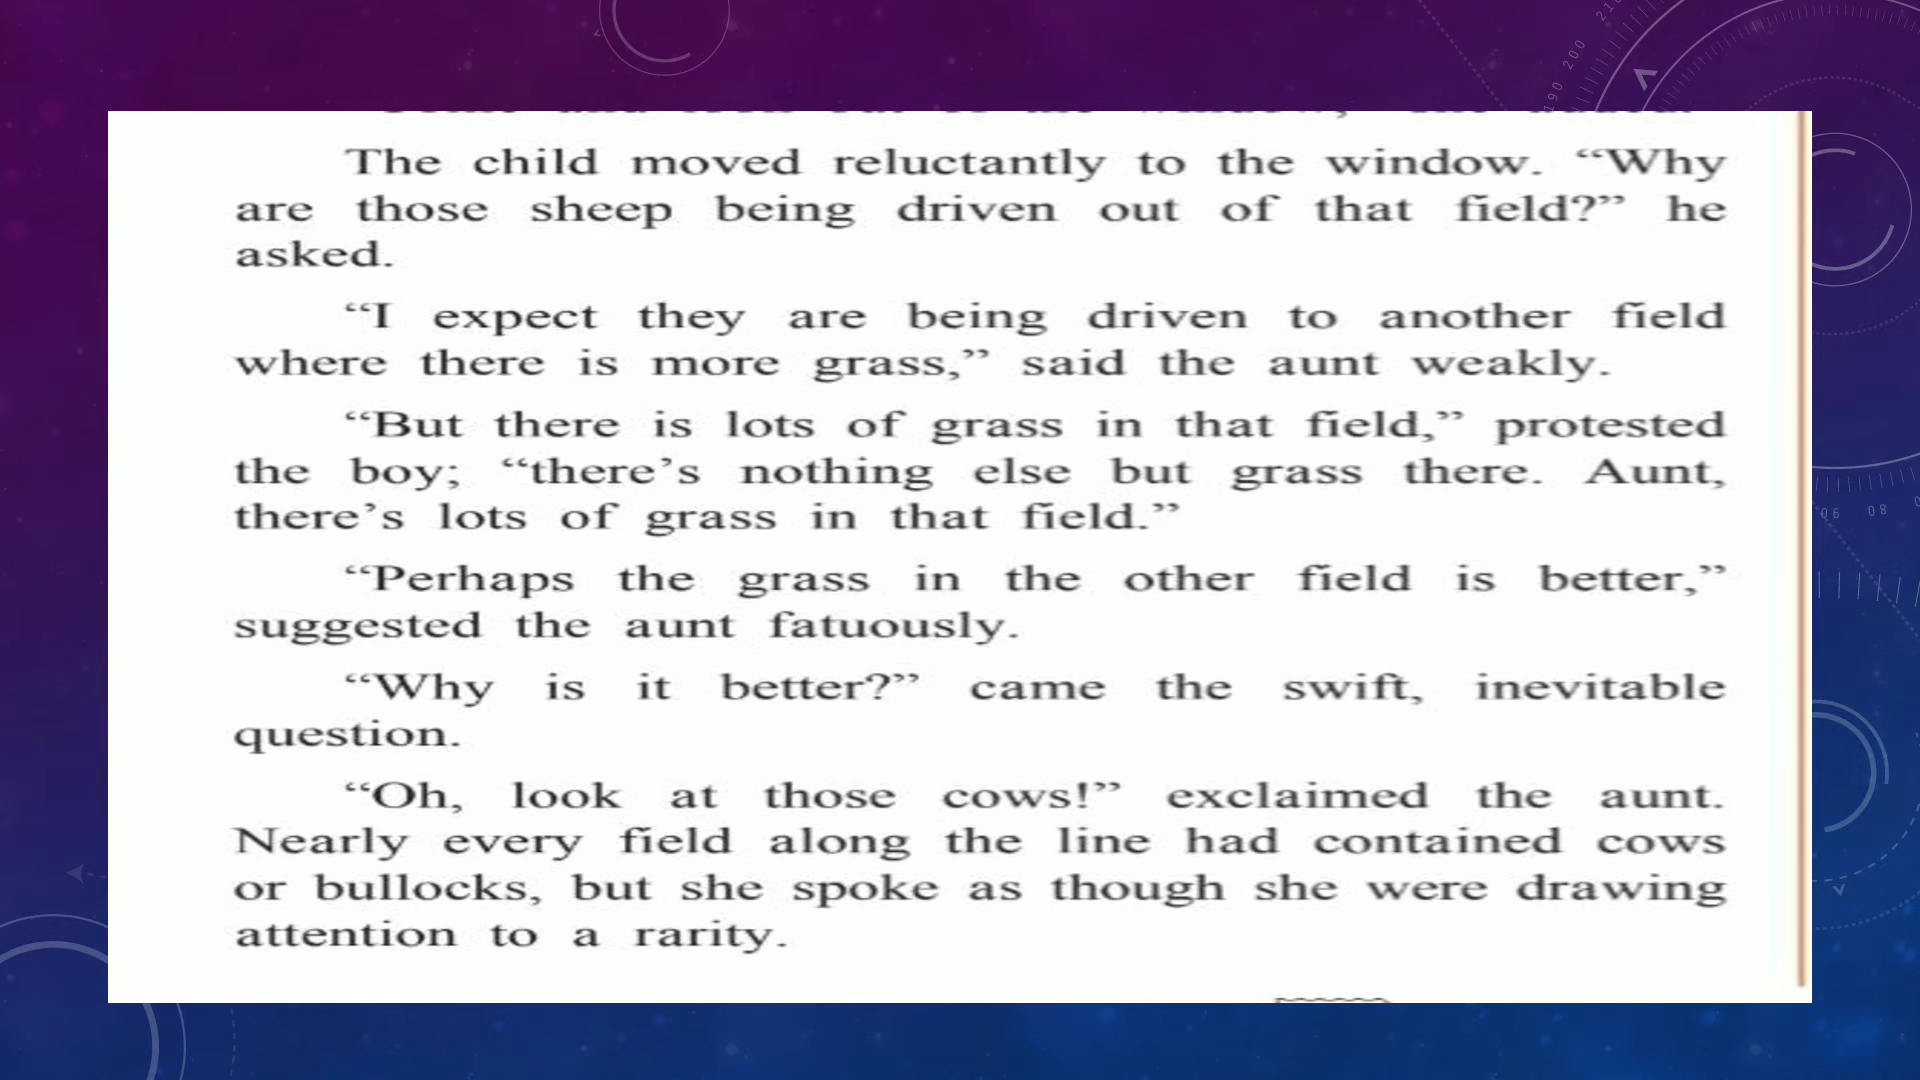 The child moved reluctantly to the window. “Why
are those sheep being driven out of that field?” he
asked.
“I expect they are being driven to another field
where there is more grass,” said the aunt weakly.
“But there is lots of grass in that field,” protested
the boy; “there’s nothing else but grass there. Aunt,
there’s lots of grass in that field.”
“Perhaps the grass in the other field is better,”
suggested the aunt fatuously.
“Why is it better?” came the swift, inevitable
question.
“Oh, look at those cows!” exclaimed the aunt.
Nearly every field along the line had contained cows
or bullocks, but she spoke as though she were drawing
attention to a rarity.
200
190
80